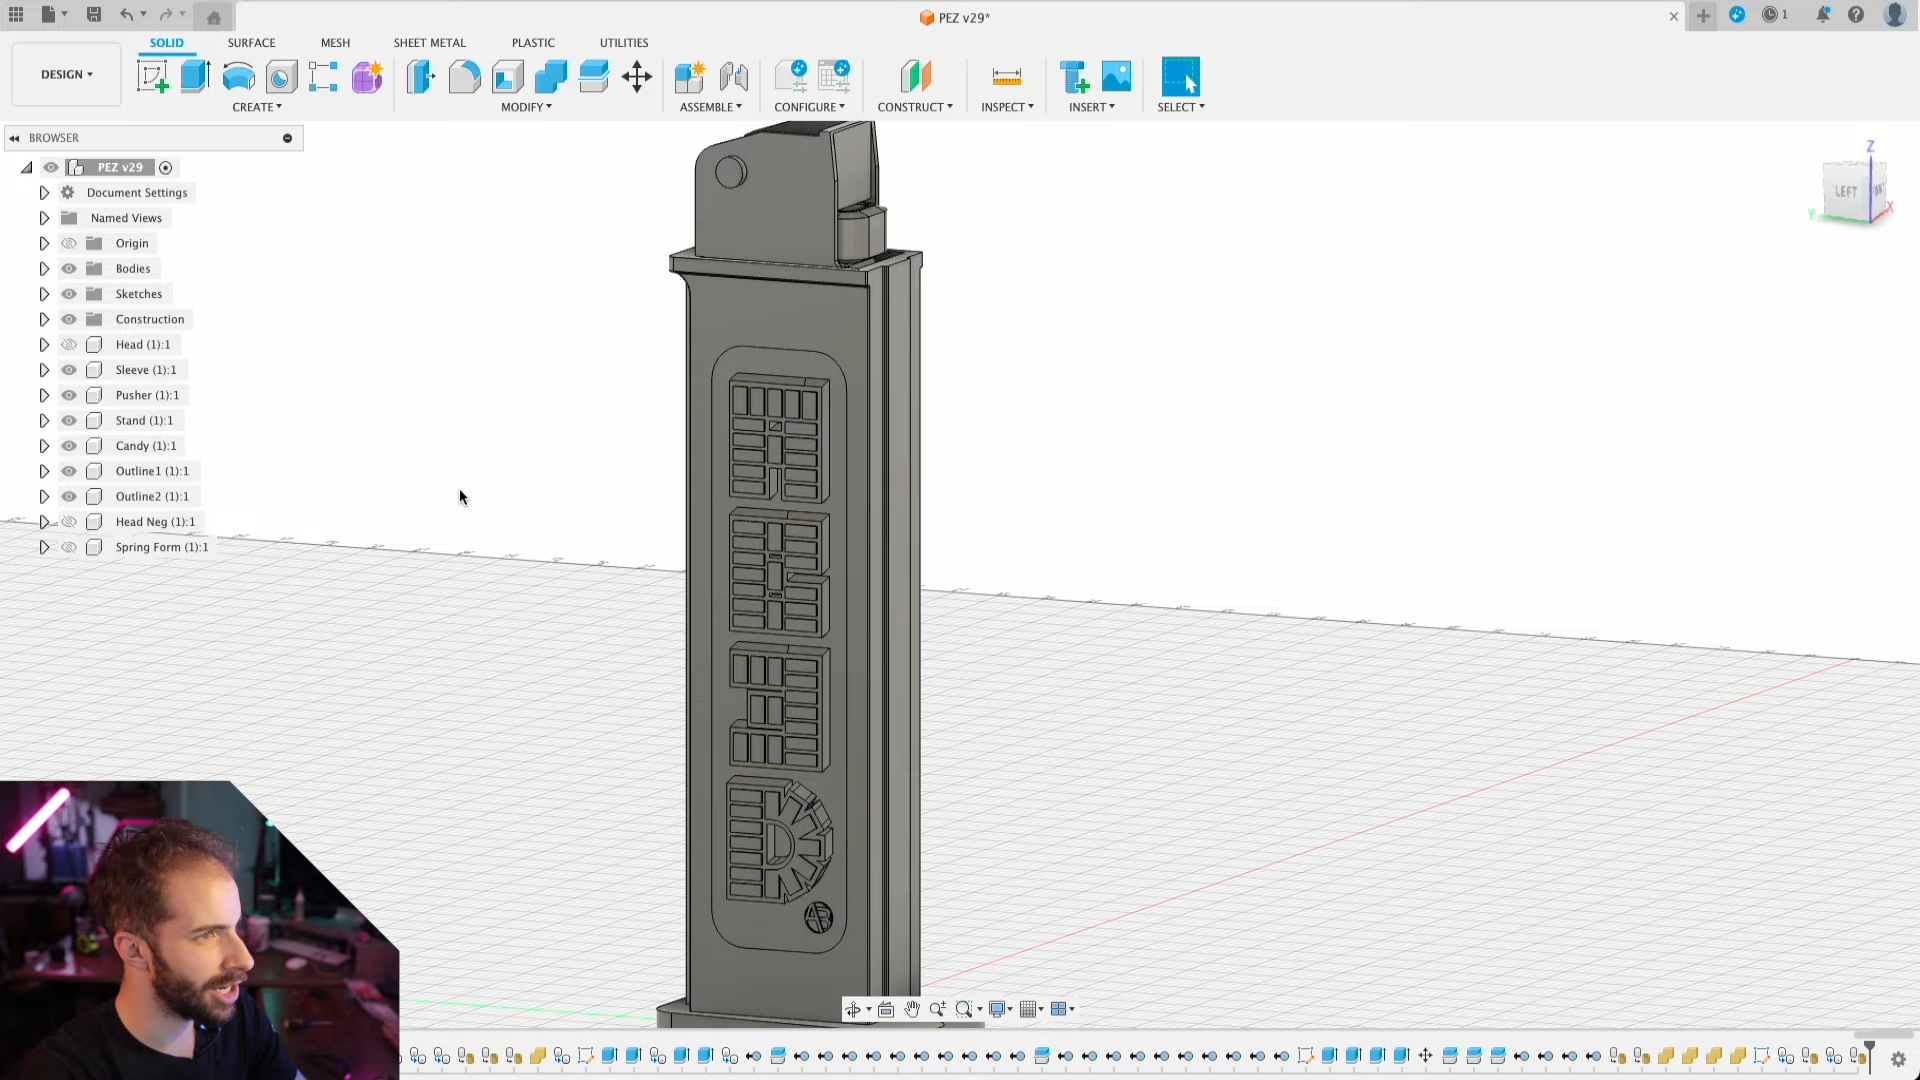 PEZ v29*
1
SOLID SURFACE MESH SHEET METAL PLASTIC UTILITIES
DESIGN
CREATE MODIFY ASSEMBLE CONFIGURE CONSTRUCT INSPECT INSERT SELECT
BROWSER
PEZ v29
Document Settings
Named Views
Origin
Bodies
Sketches
Construction
Head (1):1
Sleeve (1):1
Pusher (1):1
Stand (1):1
Candy (1):1
Outline1 (1):1
Outline2 (1):1
Head Neg (1):1
Spring Form (1):1
Z
LEFT
Y
X